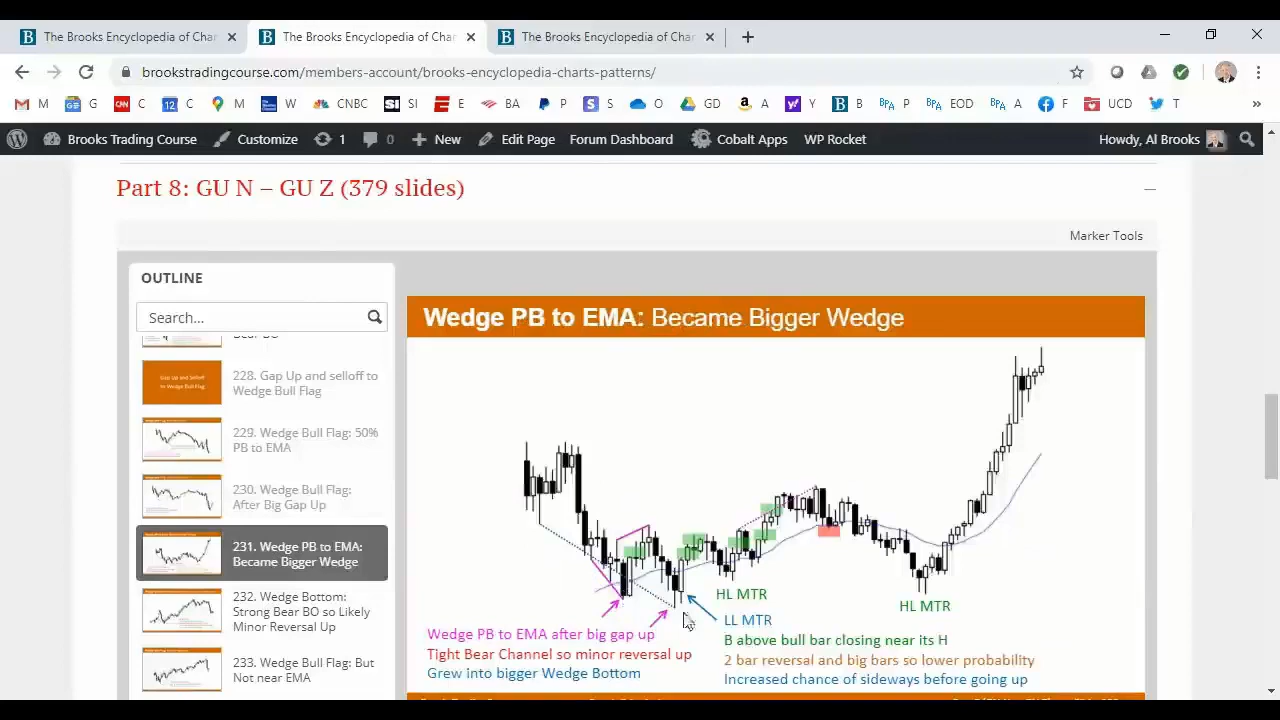 The Brooks Encyclopedia of Char
The Brooks Encyclopedia of Char
The Brooks Encyclopedia of Char
brookstradingcourse.com/members-account/brooks-encyclopedia-charts-patterns/
M G C C M W CNBC SI E BA P S O GD A Y B P EOD A F UCD T »
Brooks Trading Course Customize 1 0 New Edit Page Forum Dashboard Cobalt Apps WP Rocket Howdy, Al Brooks
Part 8: GU N – GU Z (379 slides)
Marker Tools
OUTLINE
Search...
228. Gap Up and selloff to
Wedge Bull Flag
Gap Up and Selloff
to Wedge Bull Flag
229. Wedge Bull Flag: 50%
PB to EMA
230. Wedge Bull Flag:
After Big Gap Up
231. Wedge PB to EMA:
Became Bigger Wedge
232. Wedge Bottom:
Strong Bear BO so Likely
Minor Reversal Up
233. Wedge Bull Flag: But
Not near EMA
Wedge PB to EMA: Became Bigger Wedge
HL MTR
HL MTR
LL MTR
Wedge PB to EMA after big gap up
Tight Bear Channel so minor reversal up
Grew into bigger Wedge Bottom
B above bull bar closing near its H
2 bar reversal and big bars so lower probability
Increased chance of sideways before going up